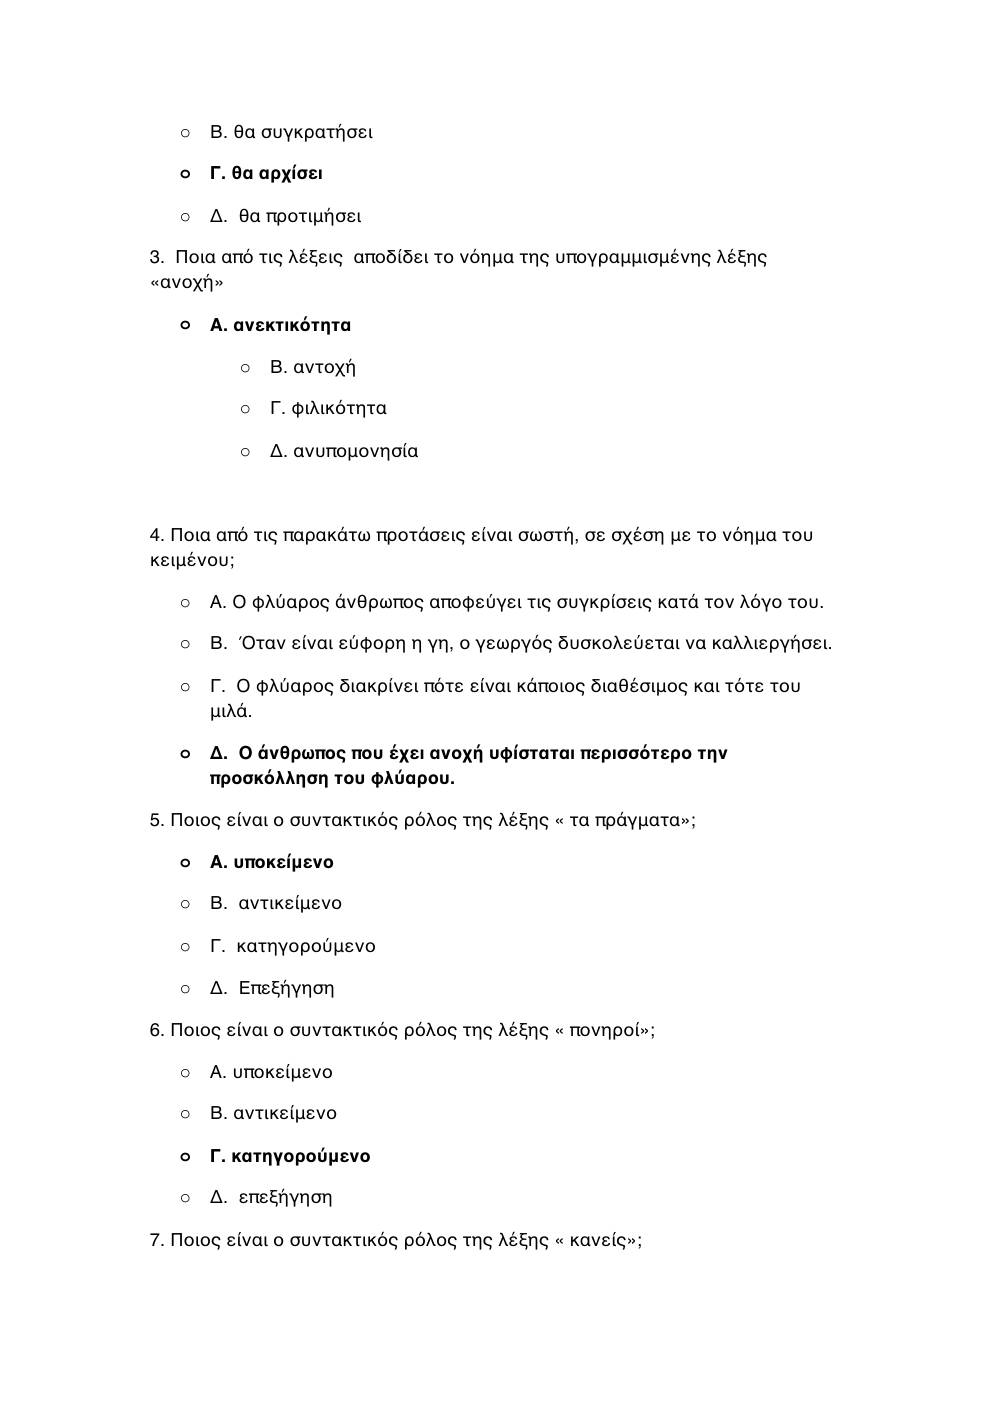 ○ Β. θα συγκρατήσει
○ Γ. θα αρχίσει
○ Δ. θα προτιμήσει
3. Ποια από τις λέξεις αποδίδει το νόημα της υπογραμμισμένης λέξης
«ανοχή»
○ Α. ανεκτικότητα
○ Β. αντοχή
○ Γ. φιλικότητα
○ Δ. ανυπομονησία
4. Ποια από τις παρακάτω προτάσεις είναι σωστή, σε σχέση με το νόημα του
κειμένου;
○ Α. Ο φλύαρος άνθρωπος αποφεύγει τις συγκρίσεις κατά τον λόγο του.
○ Β. Όταν είναι εύφορη η γη, ο γεωργός δυσκολεύεται να καλλιεργήσει.
○ Γ. Ο φλύαρος διακρίνει πότε είναι κάποιος διαθέσιμος και τότε του
μιλά.
○ Δ. Ο άνθρωπος που έχει ανοχή υφίσταται περισσότερο την
προσκόλληση του φλύαρου.
5. Ποιος είναι ο συντακτικός ρόλος της λέξης « τα πράγματα»;
○ Α. υποκείμενο
○ Β. αντικείμενο
○ Γ. κατηγορούμενο
○ Δ. Επεξήγηση
6. Ποιος είναι ο συντακτικός ρόλος της λέξης « πονηροί»;
○ Α. υποκείμενο
○ Β. αντικείμενο
○ Γ. κατηγορούμενο
○ Δ. επεξήγηση
7. Ποιος είναι ο συντακτικός ρόλος της λέξης « κανείς»;